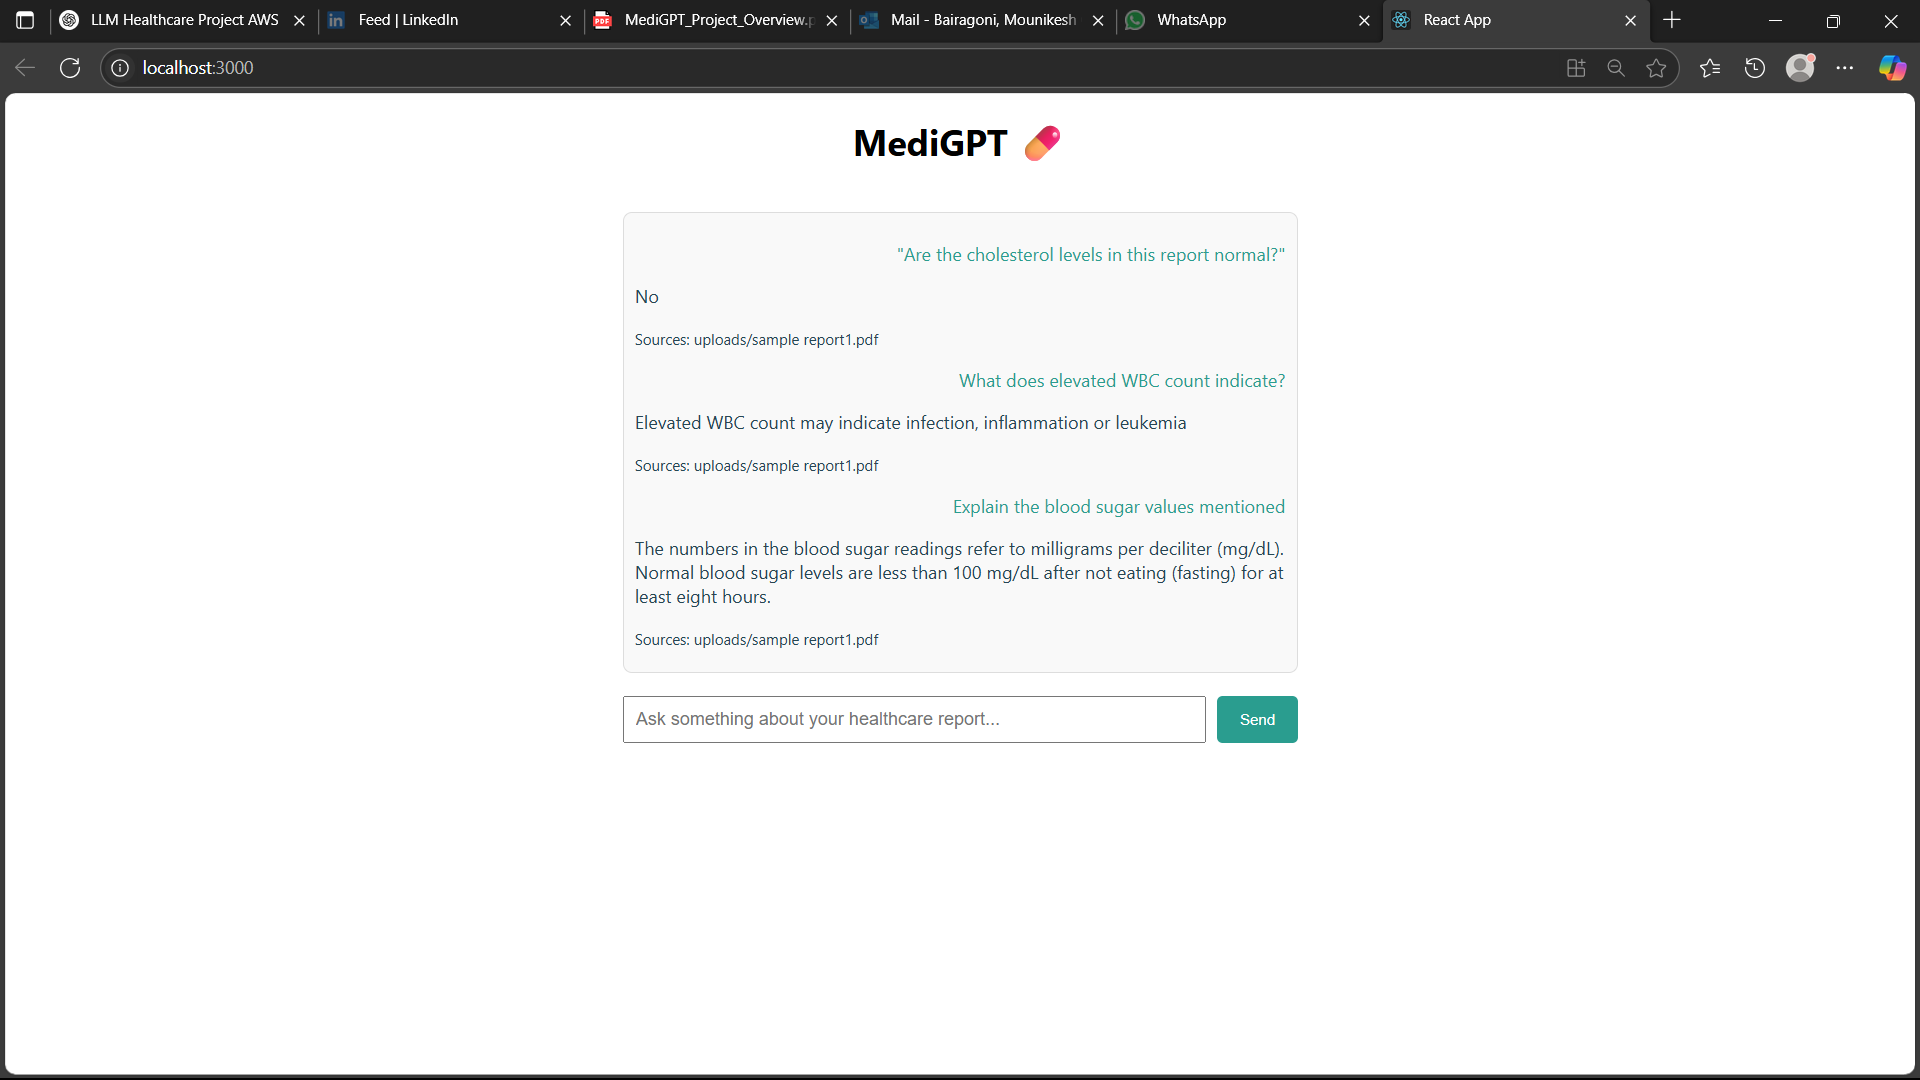 LLM Healthcare Project AWS
Feed | LinkedIn
PDF
MediGPT_Project_Overview.p
Mail - Bairagoni, Mounikesh
WhatsApp
React App
localhost:3000
MediGPT
"Are the cholesterol levels in this report normal?"
No
Sources: uploads/sample report1.pdf
What does elevated WBC count indicate?
Elevated WBC count may indicate infection, inflammation or leukemia
Sources: uploads/sample report1.pdf
Explain the blood sugar values mentioned
The numbers in the blood sugar readings refer to milligrams per deciliter (mg/dL).
Normal blood sugar levels are less than 100 mg/dL after not eating (fasting) for at
least eight hours.
Sources: uploads/sample report1.pdf
Ask something about your healthcare report...
Send